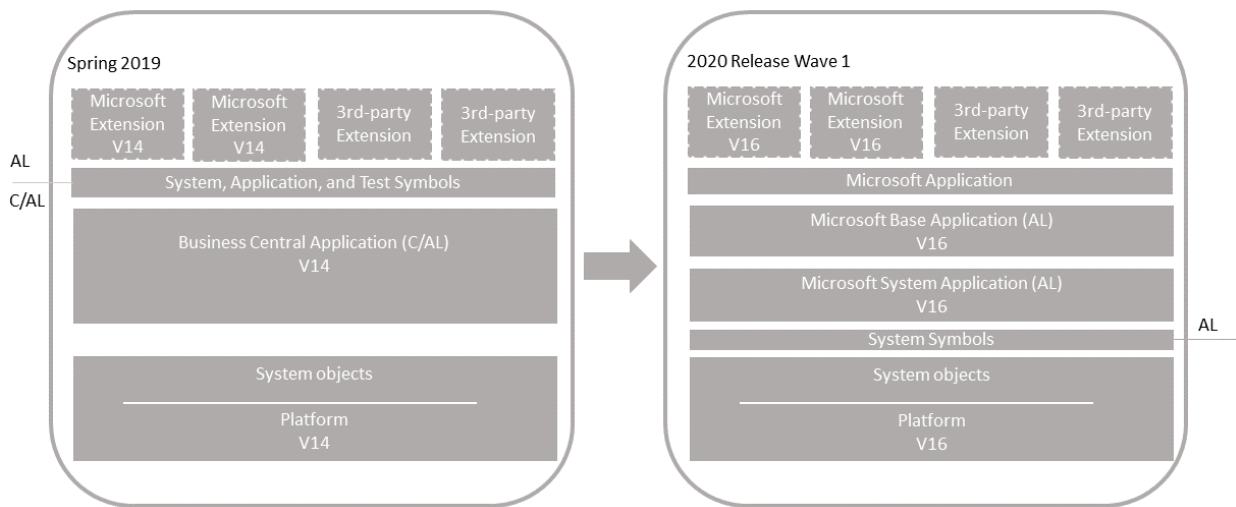 Spring 2019
Microsoft
Extension
V14
Microsoft
Extension
V14
3rd-party
Extension
3rd-party
Extension
AL
System, Application, and Test Symbols
C/AL
Business Central Application (C/AL)
V14
System objects
Platform
V14
2020 Release Wave 1
Microsoft
Extension
V16
Microsoft
Extension
V16
3rd-party
Extension
3rd-party
Extension
Microsoft Application
Microsoft Base Application (AL)
V16
Microsoft System Application (AL)
V16
System Symbols
AL
System objects
Platform
V16